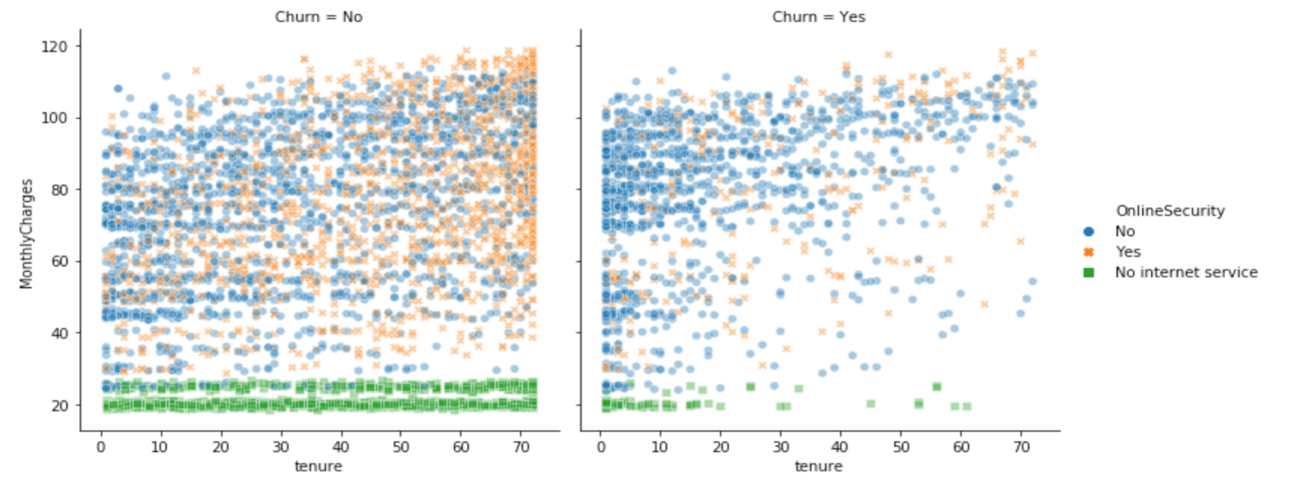 Churn = No
Churn = Yes
MonthlyCharges
120
100
80
60
40
20
0 10 20 30 40 50 60 70
tenure
0 10 20 30 40 50 60 70
tenure
OnlineSecurity
No
Yes
No internet service